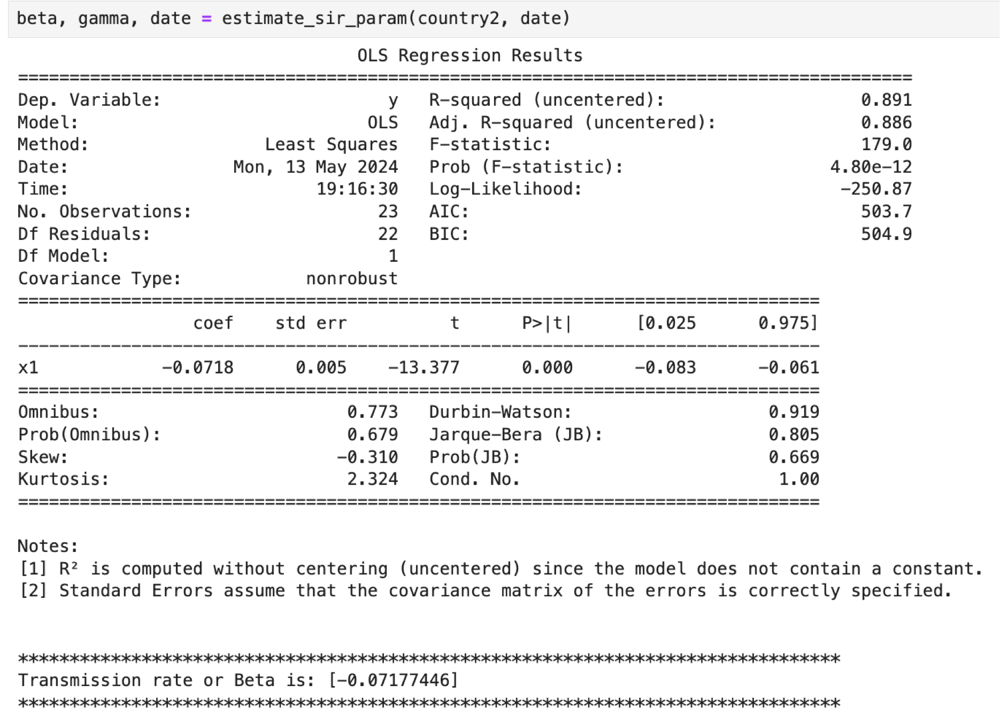 beta, gamma, date = estimate_sir_param(country2, date)
OLS Regression Results
=======================================================================================
Dep. Variable:                      y   R-squared (uncentered):                   0.891
Model:                            OLS   Adj. R-squared (uncentered):              0.886
Method:                 Least Squares   F-statistic:                              179.0
Date:                Mon, 13 May 2024   Prob (F-statistic):                    4.80e-12
Time:                        19:16:30   Log-Likelihood:                         -250.87
No. Observations:                  23   AIC:                                      503.7
Df Residuals:                      22   BIC:                                      504.9
Df Model:                           1
Covariance Type:            nonrobust
==============================================================================
                 coef    std err          t      P>|t|      [0.025      0.975]
------------------------------------------------------------------------------
x1            -0.0718      0.005    -13.377      0.000      -0.083      -0.061
==============================================================================
Omnibus:                        0.773   Durbin-Watson:                   0.919
Prob(Omnibus):                  0.679   Jarque-Bera (JB):                0.805
Skew:                          -0.310   Prob(JB):                        0.669
Kurtosis:                       2.324   Cond. No.                         1.00
==============================================================================
Notes:
[1] R² is computed without centering (uncentered) since the model does not contain a constant.
[2] Standard Errors assume that the covariance matrix of the errors is correctly specified.
********************************************************************************
Transmission rate or Beta is: [-0.07177446]
********************************************************************************